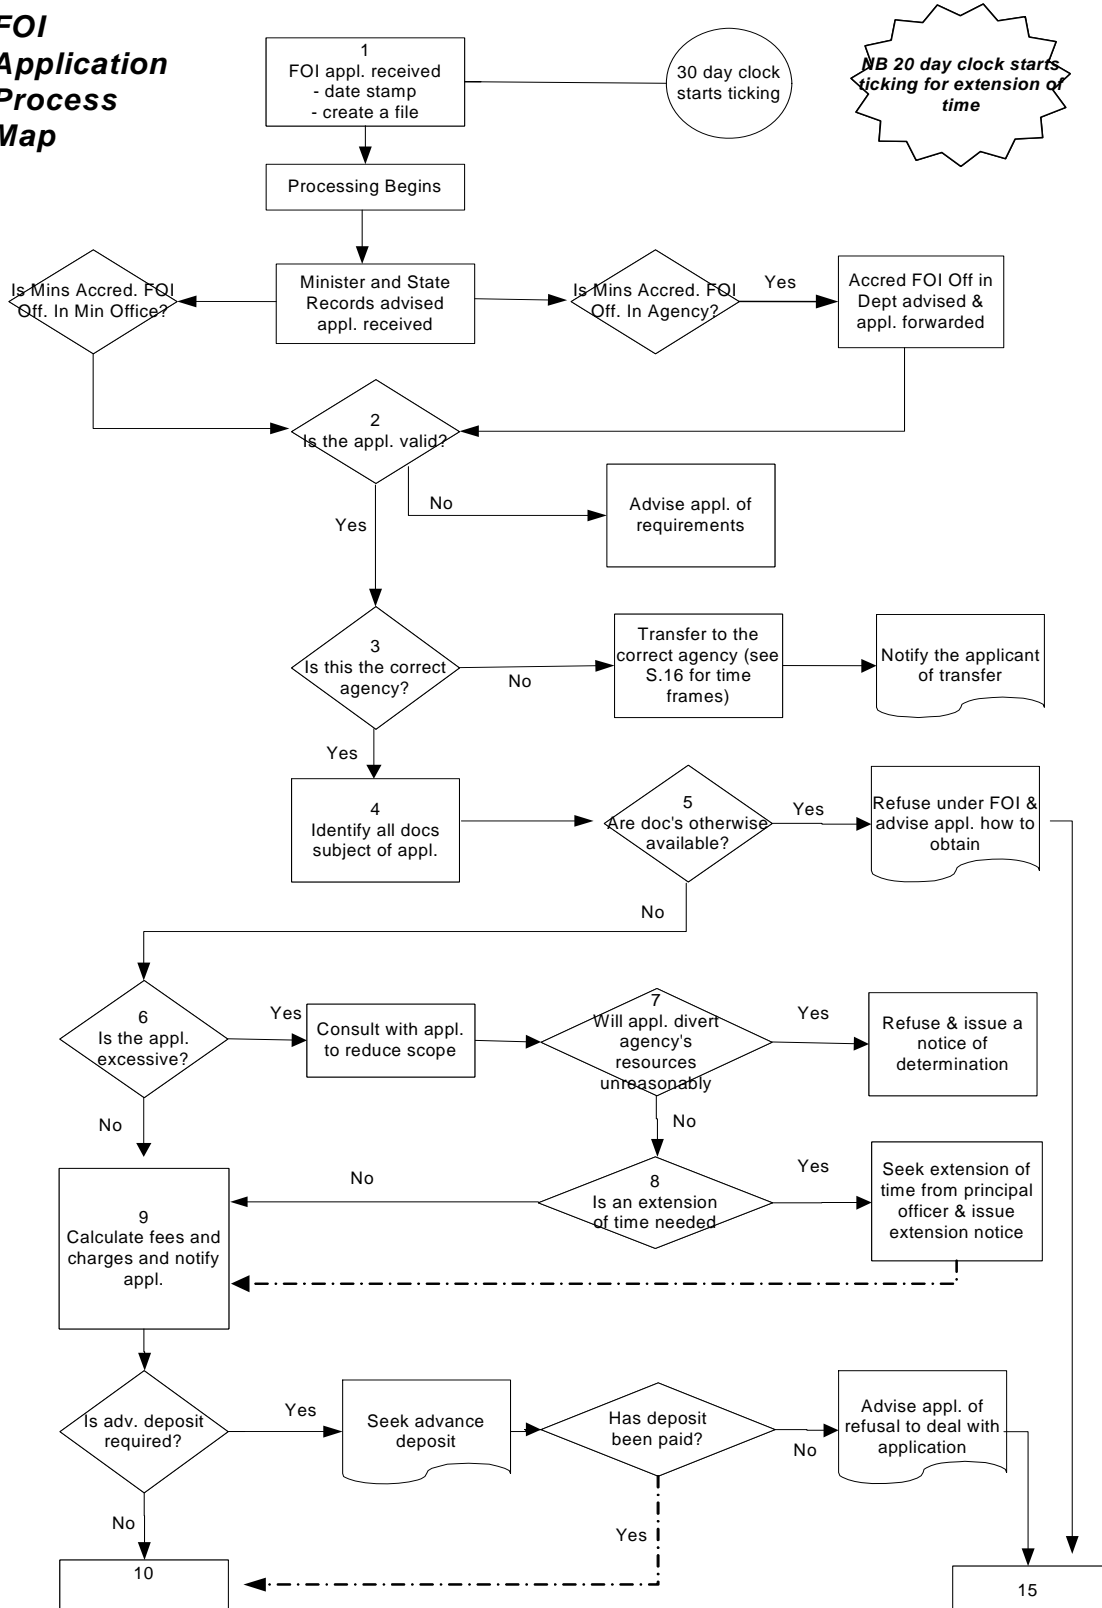 FOI
Application
Process
Map
1
FOI appl. received
- date stamp
- create a file
30 day clock
starts ticking
NB 20 day clock starts
ticking for extension of
time
Processing Begins
Is Mins Accred. FOI
Off. In Min Office?
Minister and State
Records advised
appl. received
Is Mins Accred. FOI
Off. In Agency?
Yes
Accred FOI Off in
Dept advised &
appl. forwarded
2
Is the appl. valid?
No
Yes
Advise appl. of
requirements
3
Is this the correct
agency?
No
Transfer to the
correct agency (see
S.16 for time
frames)
Notify the applicant
of transfer
Yes
4
Identify all docs
subject of appl.
5
Are doc's otherwise
available?
Yes
Refuse under FOI &
advise appl. how to
obtain
No
6
Is the appl.
excessive?
Yes
Consult with appl.
to reduce scope
7
Will appl. divert
agency's
resources
unreasonably
Yes
Refuse & issue a
notice of
determination
No
No
8
Is an extension
of time needed
No
Yes
Seek extension of
time from principal
officer & issue
extension notice
9
Calculate fees and
charges and notify
appl.
Is adv. deposit
required?
Yes
Seek advance
deposit
Has deposit
been paid?
No
Advise appl. of
refusal to deal with
application
No
Yes
10
15